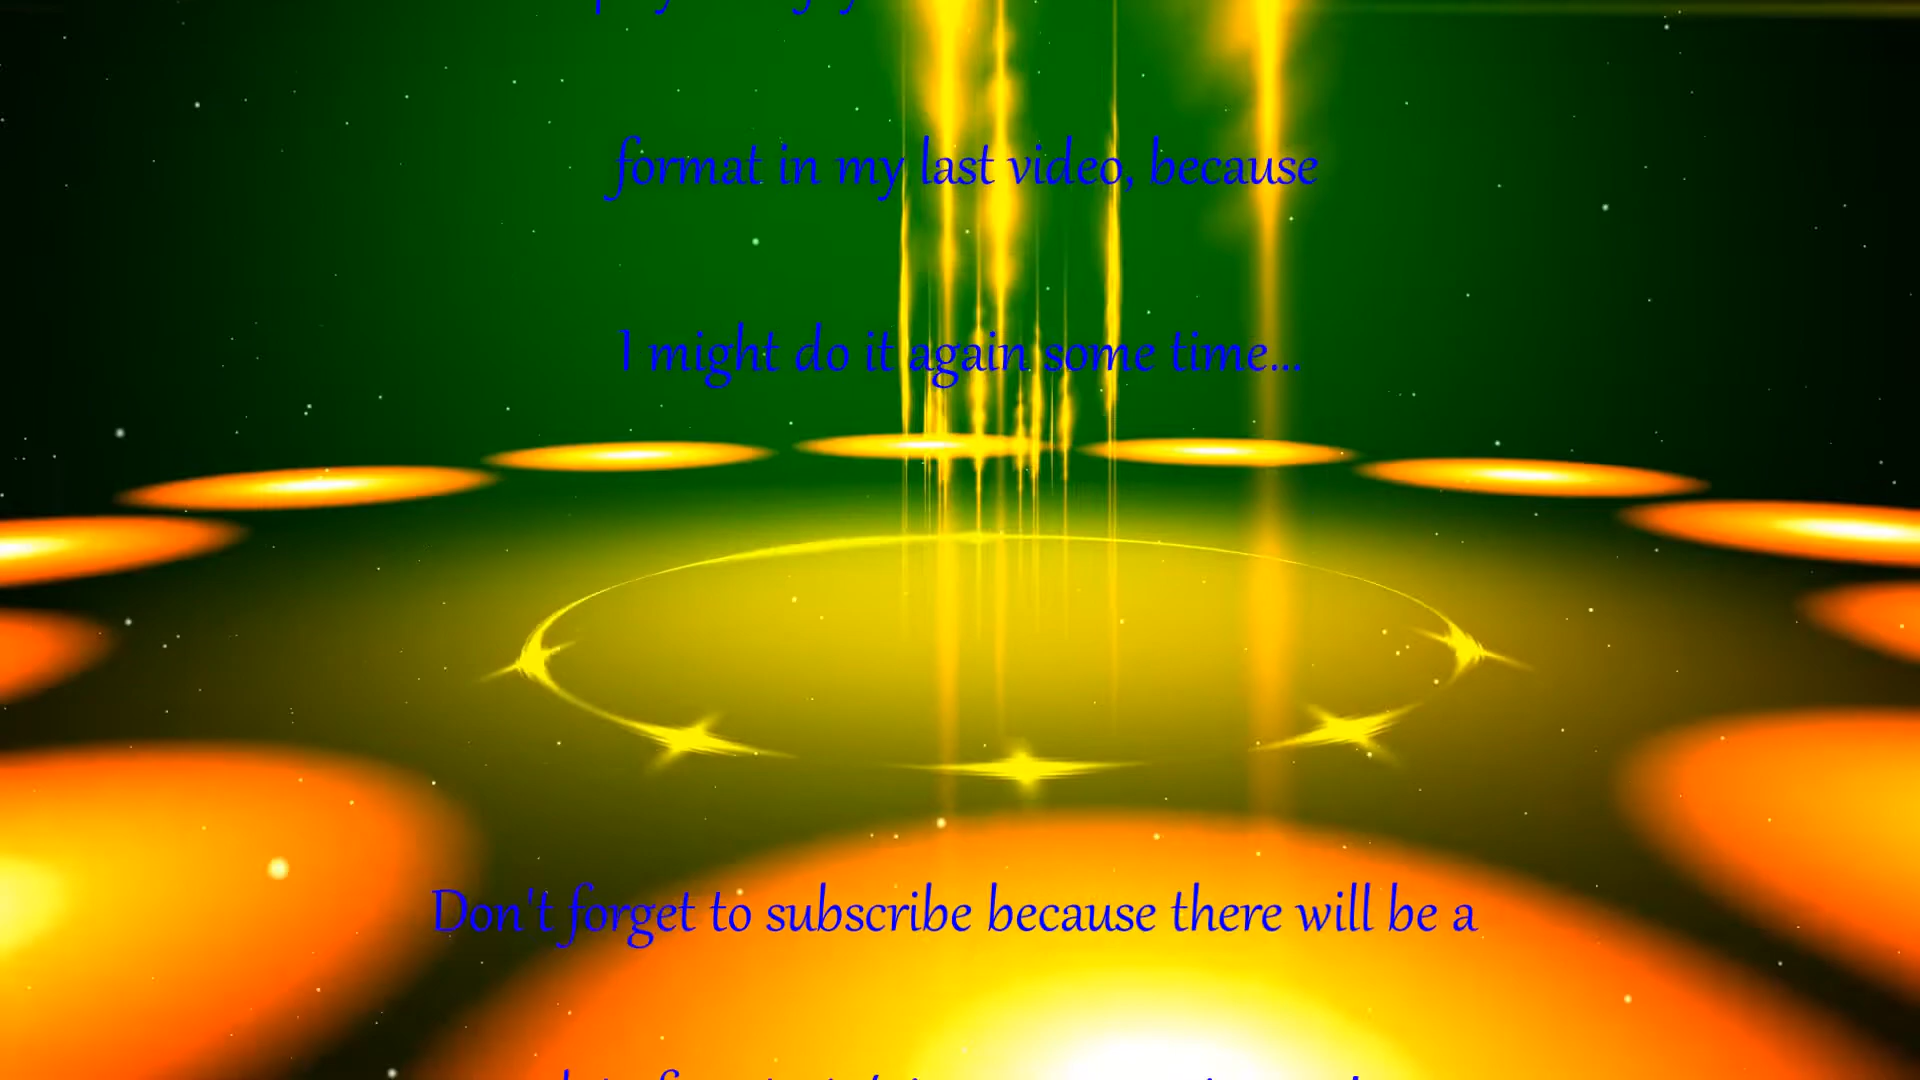 format in my last video, because
I might do it again some time...
Don't forget to subscribe because there will be a